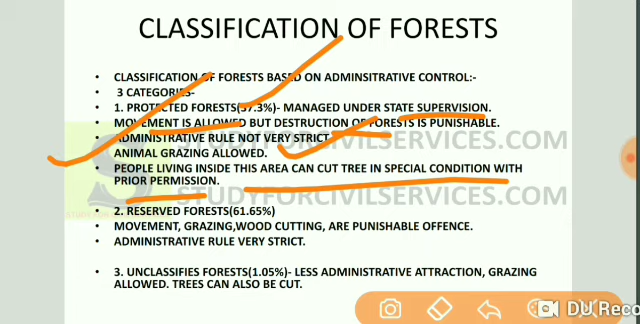 CLASSIFICATION OF FORESTS
• CLASSIFICATION OF FORESTS BASED ON ADMINSITRATIVE CONTROL:-
• 3 CATEGORIES-
• 1. PROTECTED FORESTS(37.3%)- MANAGED UNDER STATE SUPERVISION.
• MOVEMENT IS ALLOWED BUT DESTRUCTION OF FORESTS IS PUNISHABLE.
• ADMINISTRATIVE RULE NOT VERY STRICT
• ANIMAL GRAZING ALLOWED.
• PEOPLE LIVING INSIDE THIS AREA CAN CUT TREE IN SPECIAL CONDITION WITH
PRIOR PERMISSION.
• 2. RESERVED FORESTS(61.65%)
• MOVEMENT, GRAZING,WOOD CUTTING, ARE PUNISHABLE OFFENCE.
• ADMINISTRATIVE RULE VERY STRICT.
• 3. UNCLASSIFIES FORESTS(1.05%)- LESS ADMINISTRATIVE ATTRACTION, GRAZING
ALLOWED. TREES CAN ALSO BE CUT.
STUDYFORCIVILSERVICES.COM
STUDYFORCIVILSERVICES.COM
DU Reco